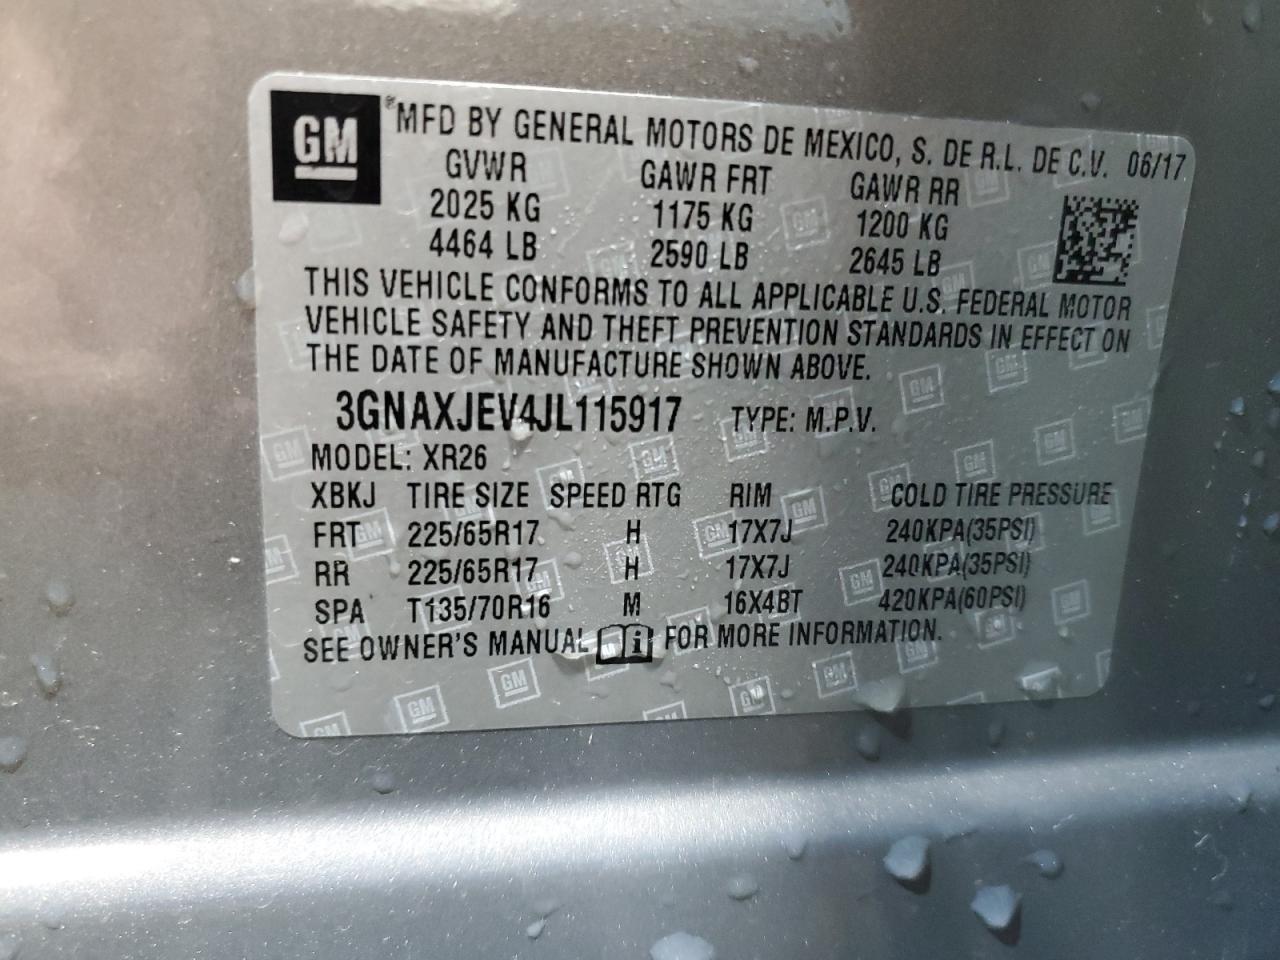 GM ® MFD BY GENERAL MOTORS DE MEXICO, S. DE R.L. DE C.V. 06/17
GVWR GAWR FRT GAWR RR
2025 KG 1175 KG 1200 KG
4464 LB 2590 LB 2645 LB
THIS VEHICLE CONFORMS TO ALL APPLICABLE U.S. FEDERAL MOTOR
VEHICLE SAFETY AND THEFT PREVENTION STANDARDS IN EFFECT ON
THE DATE OF MANUFACTURE SHOWN ABOVE.
3GNAXJEV4JL115917 TYPE: M.P.V.
MODEL: XR26
XBKJ TIRE SIZE SPEED RTG RIM COLD TIRE PRESSURE
FRT 225/65R17 H 17X7J 240KPA(35PSI)
RR 225/65R17 H 17X7J 240KPA(35PSI)
SPA T135/70R16 M 16X4BT 420KPA(60PSI)
SEE OWNER'S MANUAL i FOR MORE INFORMATION.